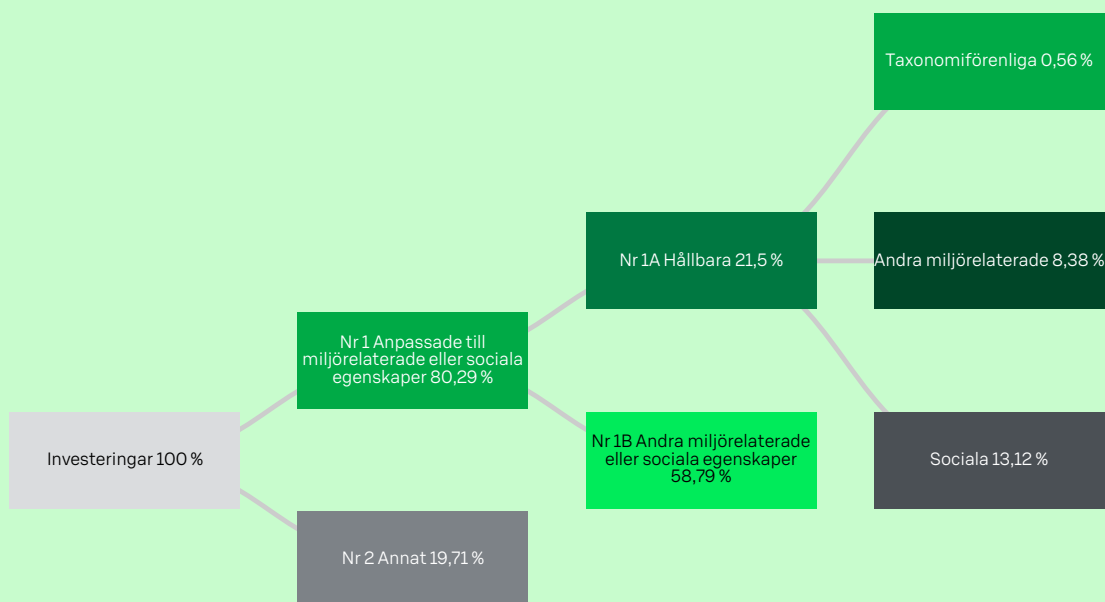 Taxonomiförenliga 0,56 %
Nr 1A Hållbara 21,5 %
Andra miljörelaterade 8,38 %
Nr 1 Anpassade till
miljörelaterade eller sociala
egenskaper 80,29 %
Investeringar 100 %
Nr 1B Andra miljörelaterade
eller sociala egenskaper
58,79 %
Sociala 13,12 %
Nr 2 Annat 19,71 %